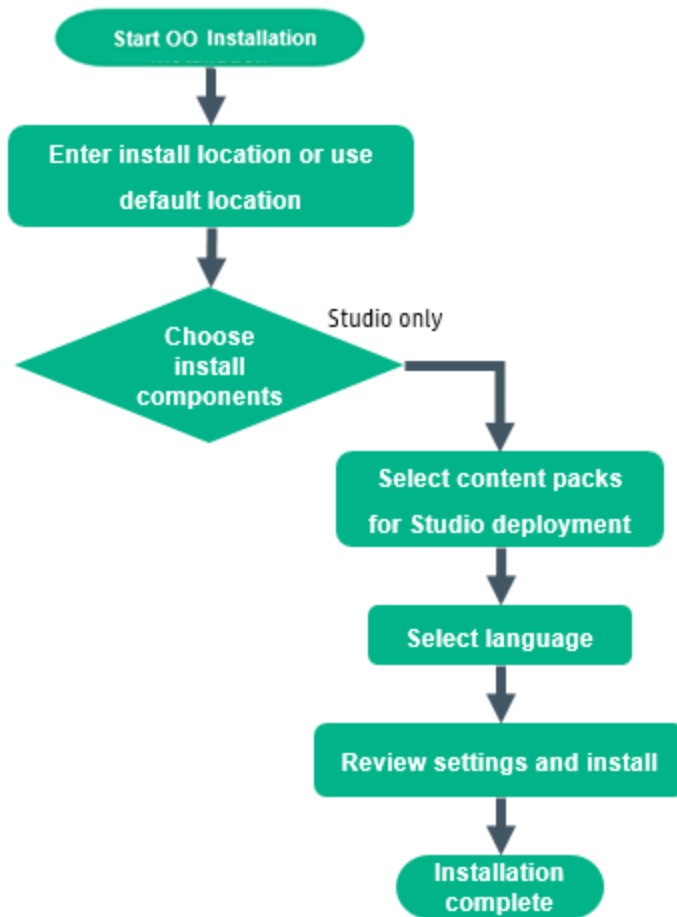 Start OO Installation
Enter install location or use
default location
Studio only
Choose
install
components
Select content packs
for Studio deployment
Select language
Review settings and install
Installation
complete